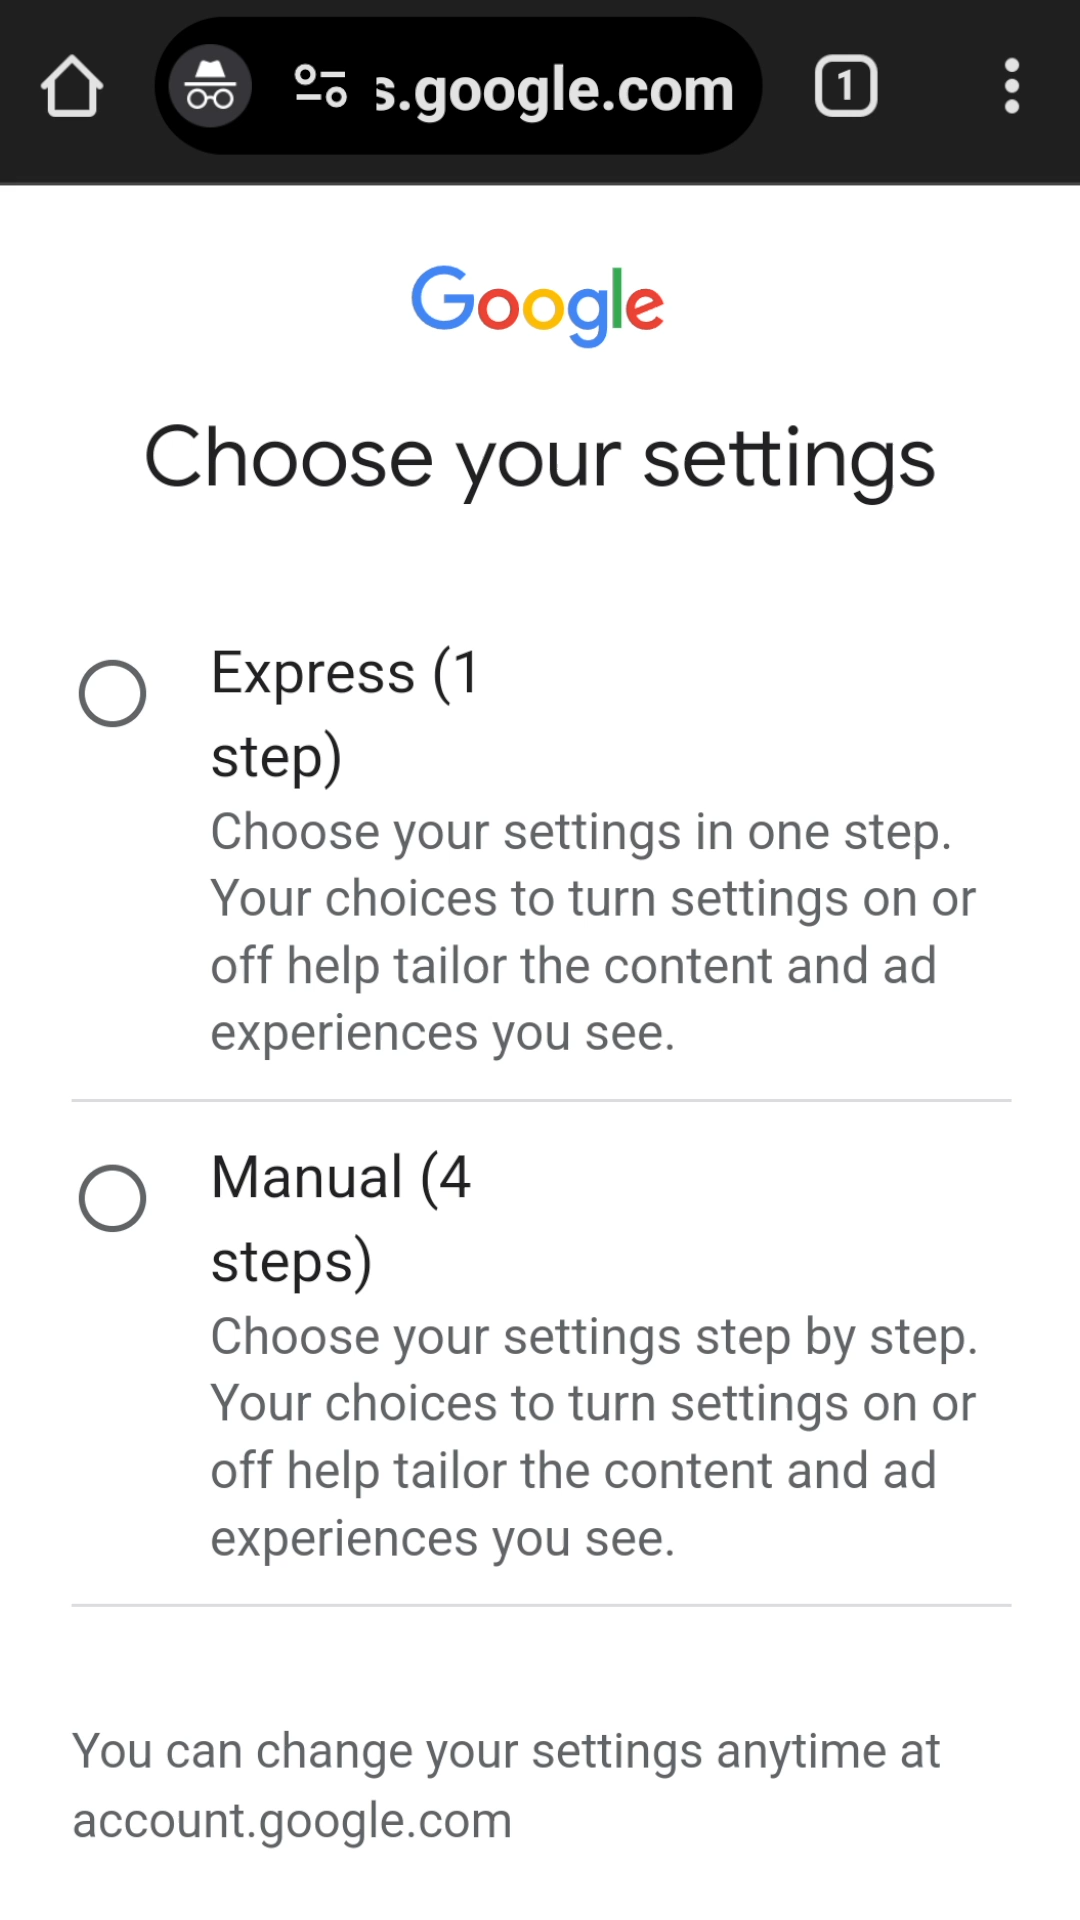 s.google.com
1
Google
Choose your settings
Express (1
step)
Choose your settings in one step.
Your choices to turn settings on or
off help tailor the content and ad
experiences you see.
Manual (4
steps)
Choose your settings step by step.
Your choices to turn settings on or
off help tailor the content and ad
experiences you see.
You can change your settings anytime at
account.google.com